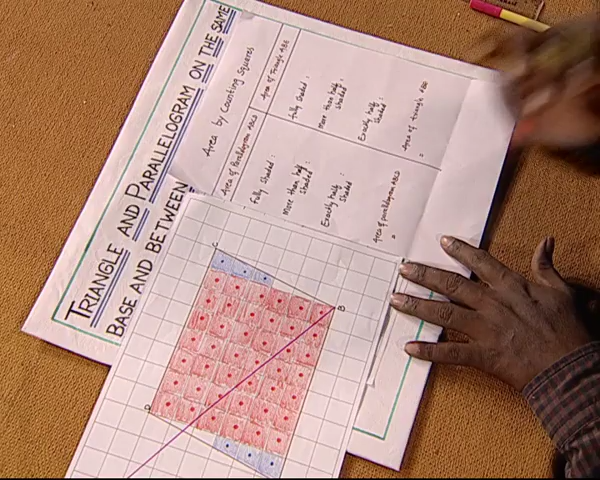 TRIANGLE AND PARALLELOGRAM ON THE SAME
BASE AND BETWEEN
Area by Counting Squares
Area of Parallelogram ABCD
Area of Triangle ABD
Fully Shaded :
More than half shaded :
Exactly half shaded :
Area of parallelogram ABCD
=
Fully Shaded :
More than half shaded :
Exactly half shaded :
Area of triangle ABD
=
C
B
D